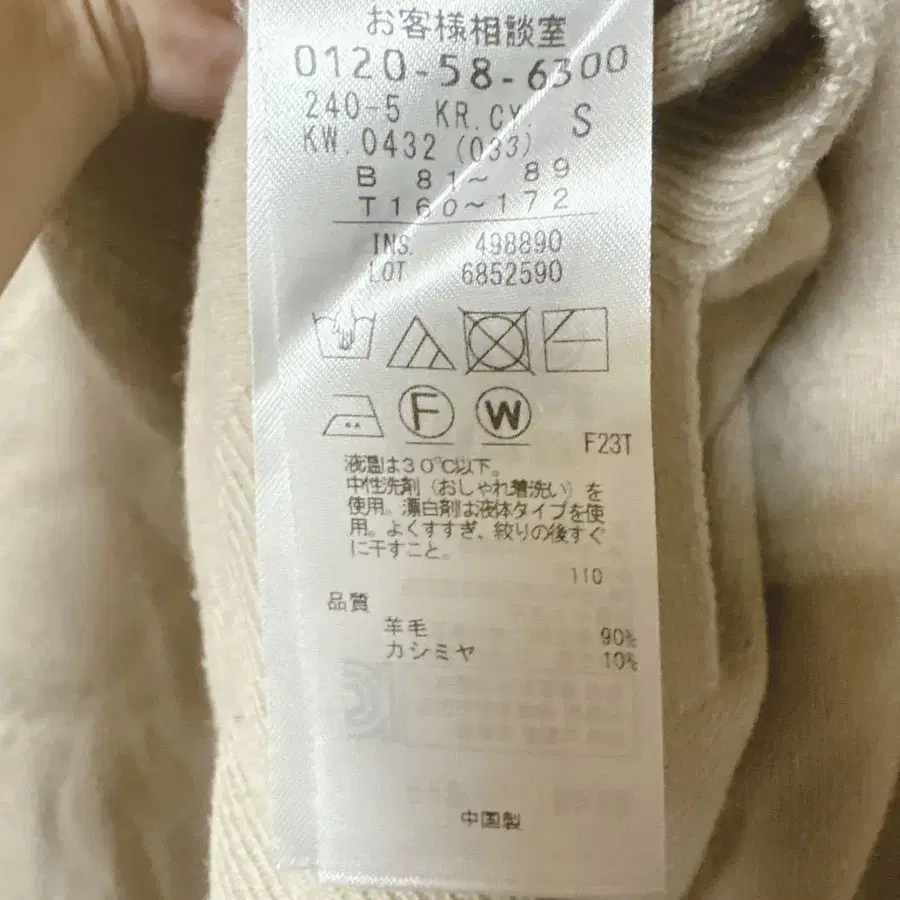 お客様相談室
0120-58-6300
240-5 KR.CY. S
KW.0432 (033)
B 81～ 89
T160～172
INS. 498890
LOT 6852590
F W
F23T
液温は30℃以下。
中性洗剤（おしゃれ着洗い）を
使用。漂白剤は液体タイプを使
用。よくすすぎ、絞りの後すぐ
に干すこと。
110
品質
羊毛 90%
カシミヤ 10%
中国製